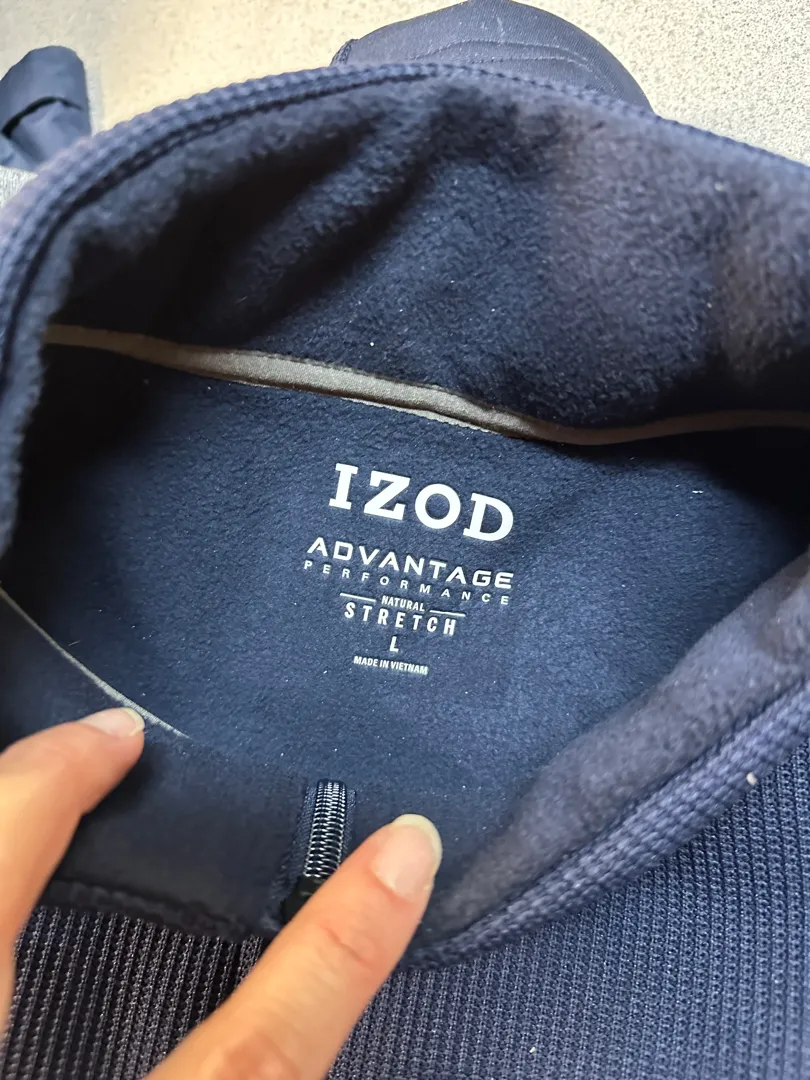 IZOD
ADVANTAGE
PERFORMANCE
NATURAL
STRETCH
L
MADE IN VIETNAM